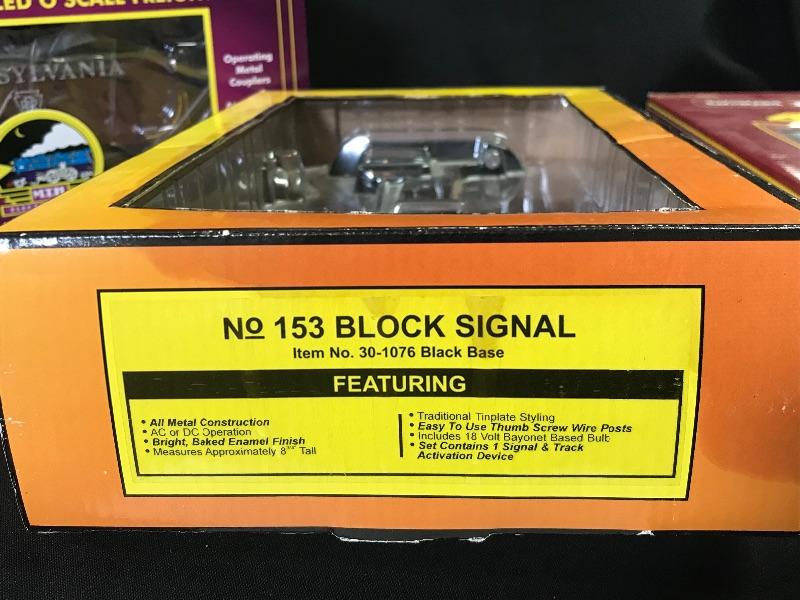 LED O SCALE FREIGHT
SYLVANIA
Operating
Metal
Couplers
No 153 BLOCK SIGNAL
Item No. 30-1076 Black Base
FEATURING
• All Metal Construction
• AC or DC Operation
• Bright, Baked Enamel Finish
• Measures Approximately 8 3/4" Tall
• Traditional Tinplate Styling
• Easy To Use Thumb Screw Wire Posts
• Includes 18 Volt Bayonet Based Bulb
• Set Contains 1 Signal & Track
Activation Device